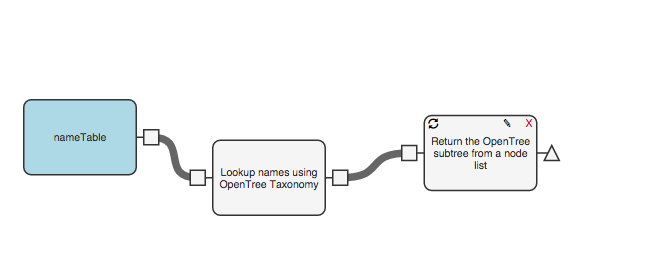 nameTable
Lookup names using
OpenTree Taxonomy
X
Return the OpenTree
subtree from a node
list